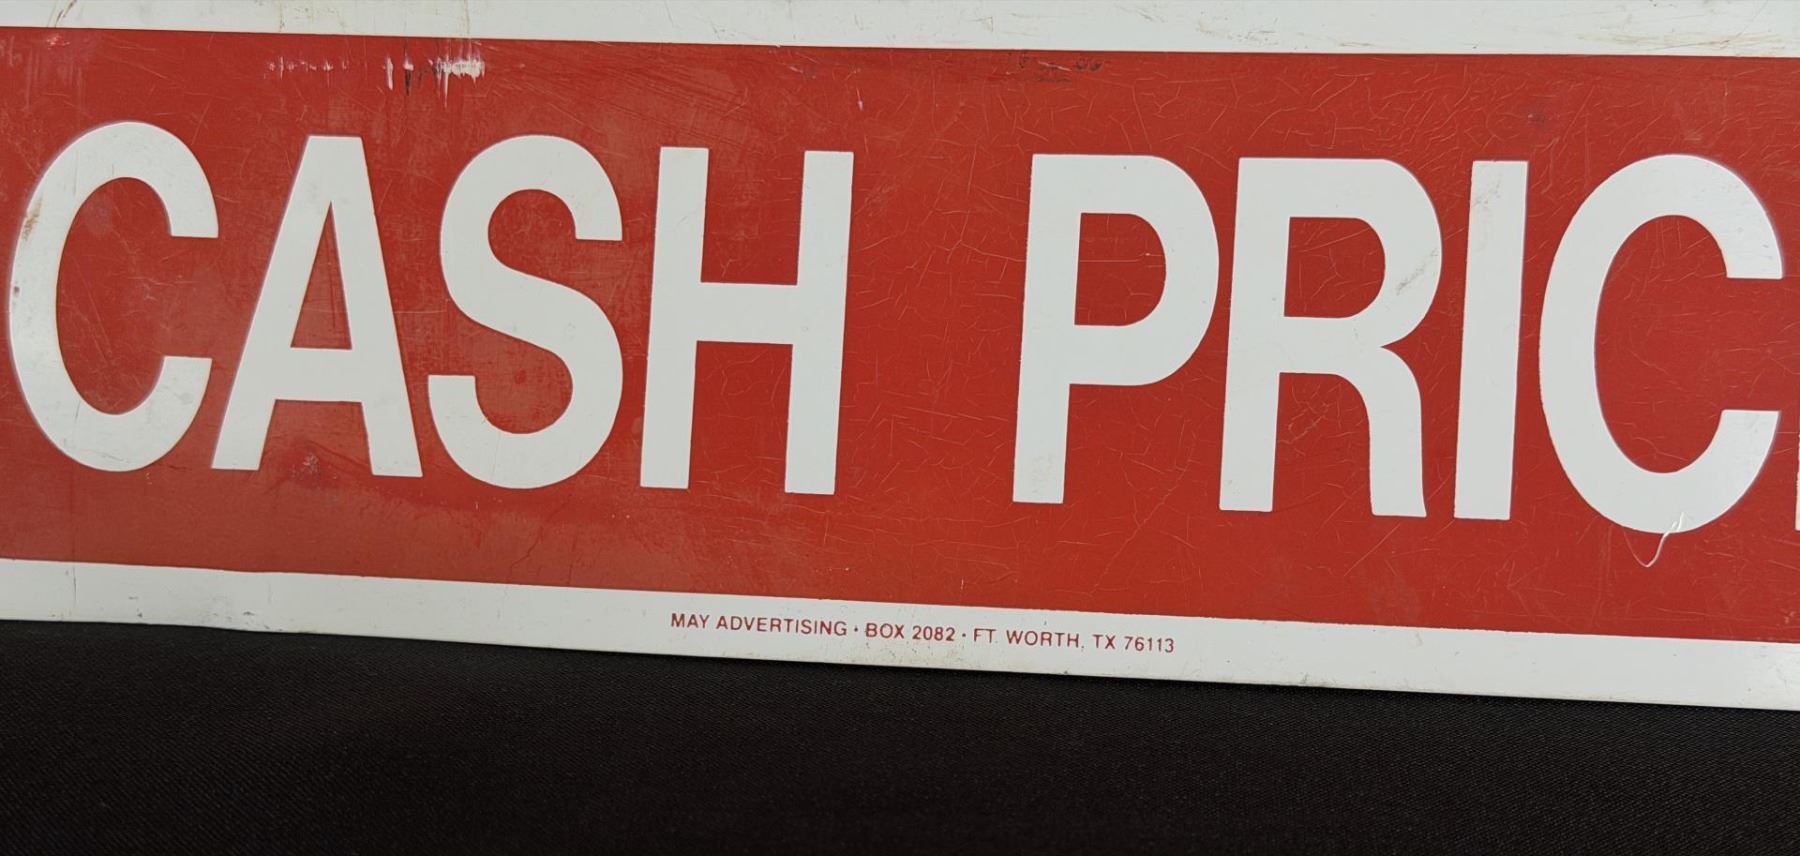 CASH PRIC
MAY ADVERTISING • BOX 2082 • FT. WORTH, TX 76113